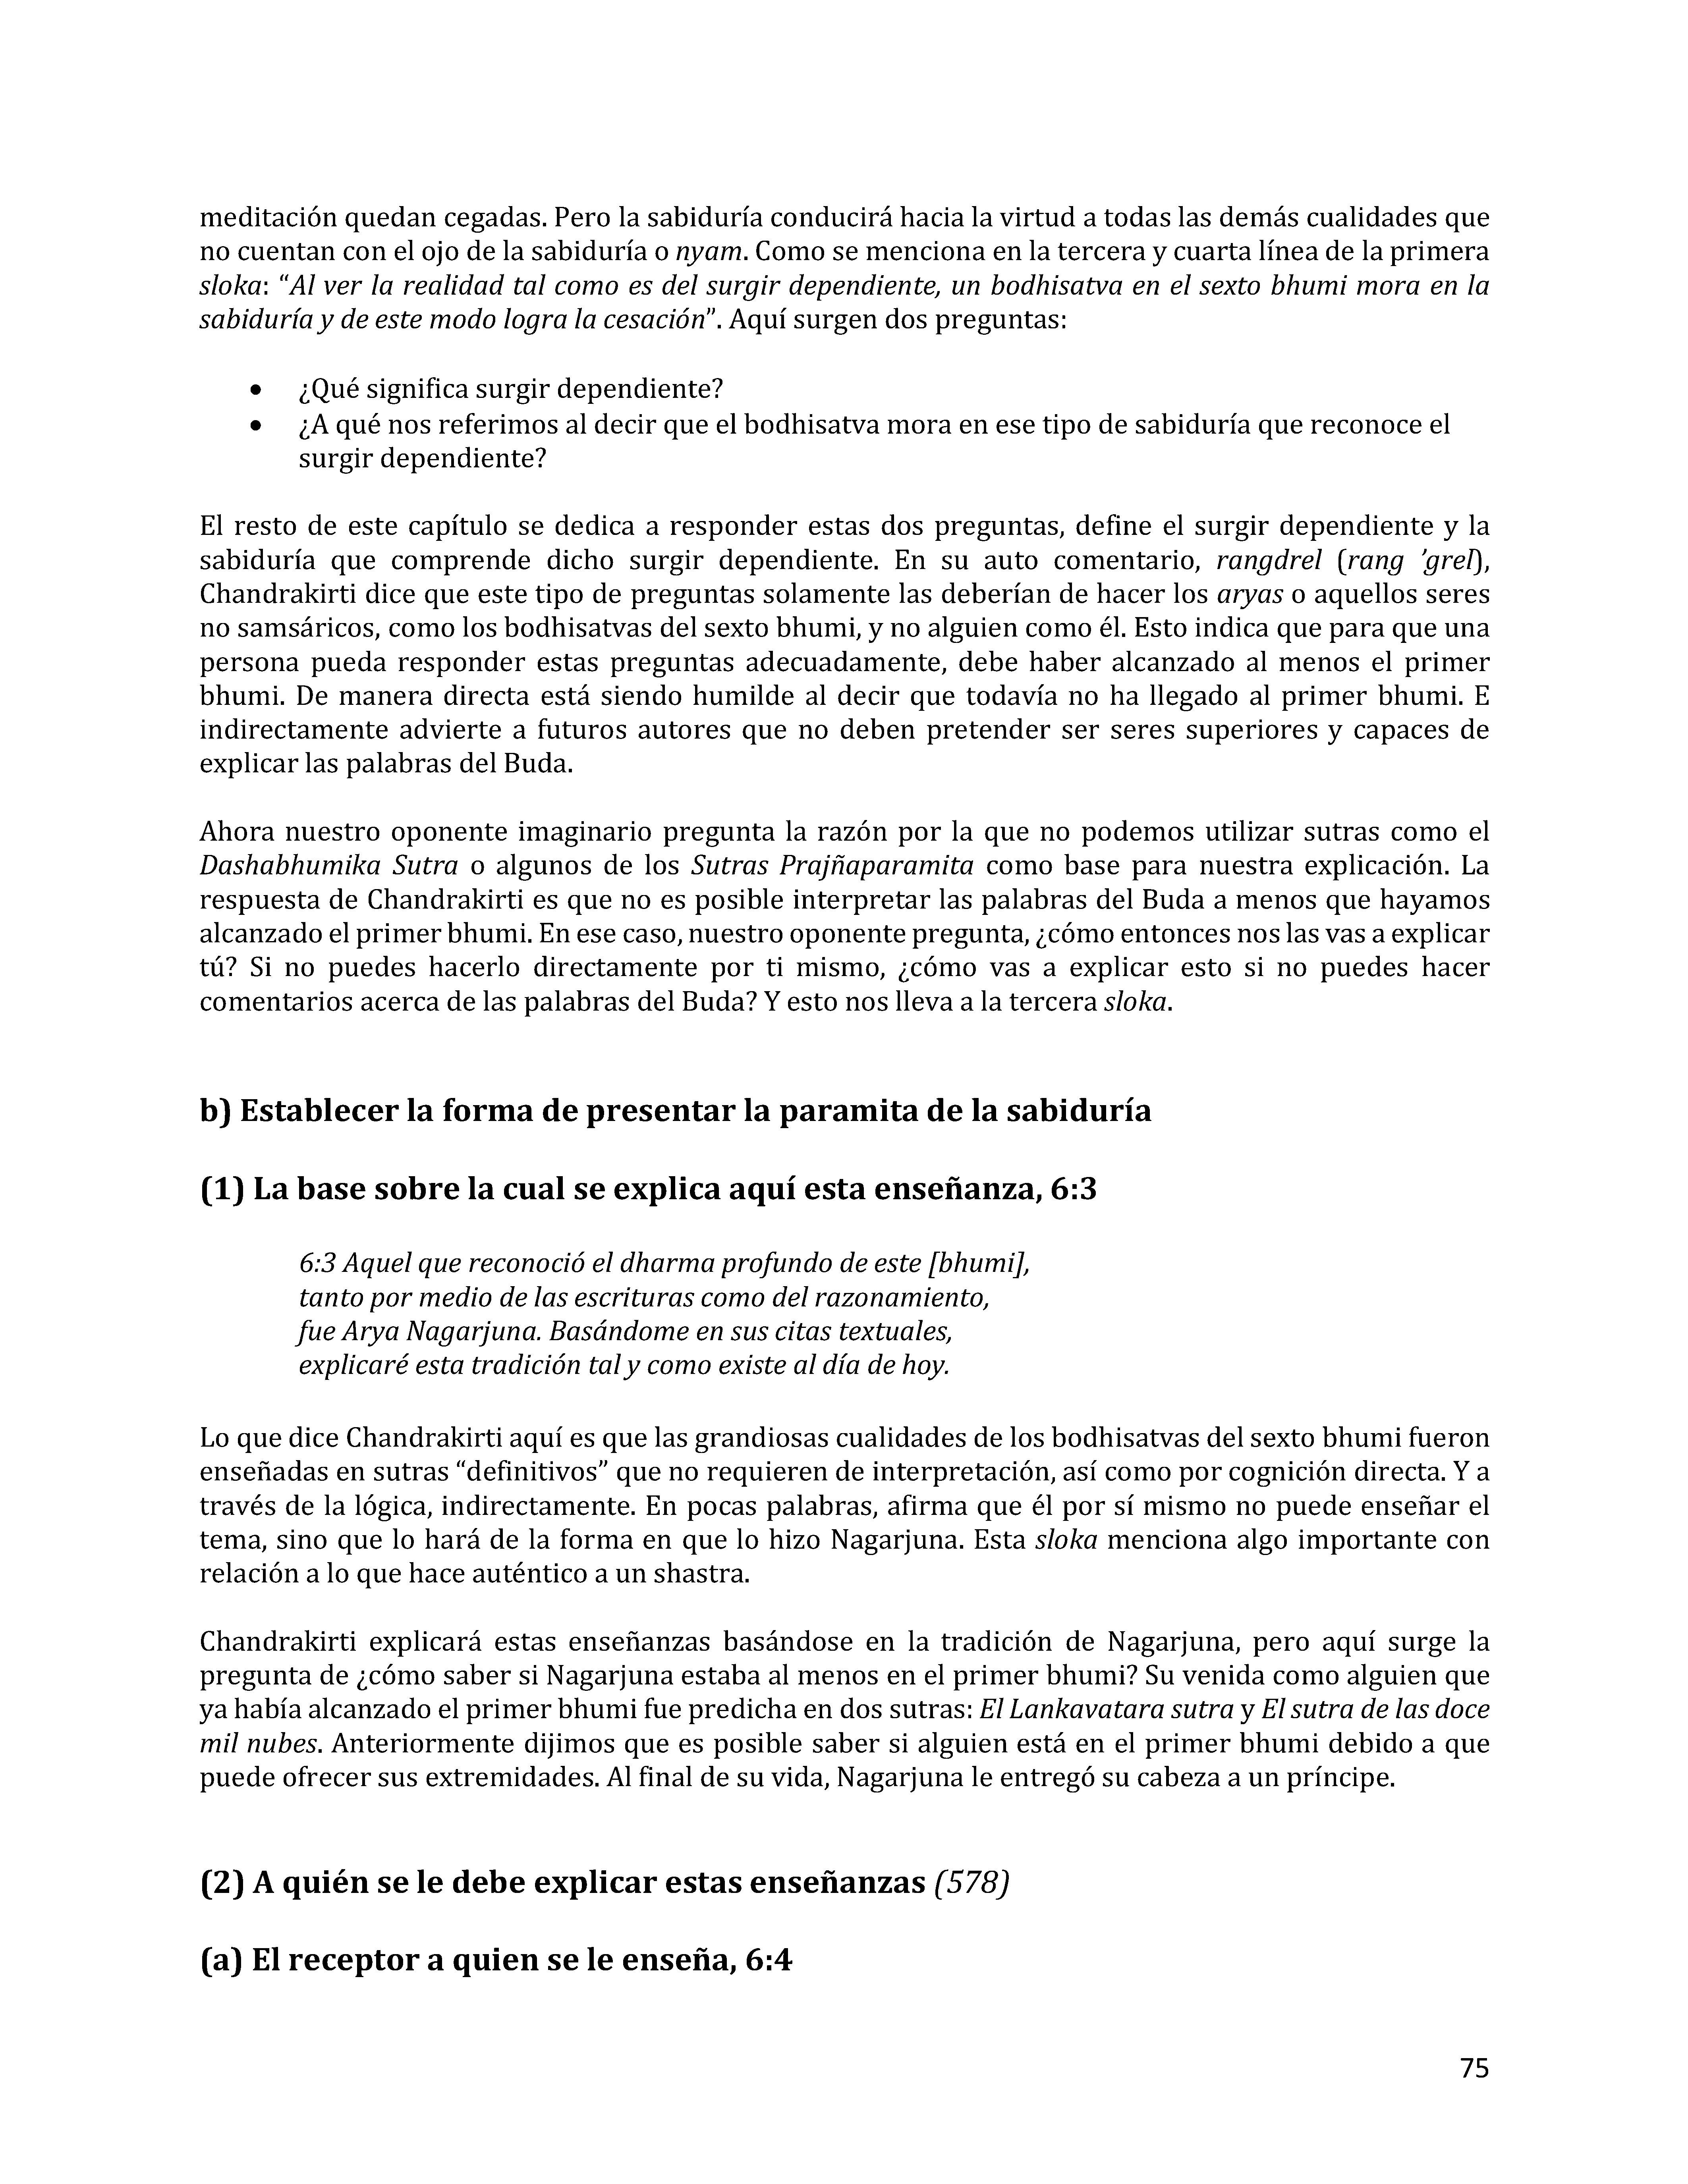 meditación quedan cegadas. Pero la sabiduría conducirá hacia la virtud a todas las demás cualidades que
no cuentan con el ojo de la sabiduría o nyam. Como se menciona en la tercera y cuarta línea de la primera
sloka: “Al ver la realidad tal como es del surgir dependiente, un bodhisatva en el sexto bhumi mora en la
sabiduría y de este modo logra la cesación”. Aquí surgen dos preguntas:
• ¿Qué significa surgir dependiente?
• ¿A qué nos referimos al decir que el bodhisatva mora en ese tipo de sabiduría que reconoce el
surgir dependiente?
El resto de este capítulo se dedica a responder estas dos preguntas, define el surgir dependiente y la
sabiduría que comprende dicho surgir dependiente. En su auto comentario, rangdrel (rang ’grel),
Chandrakirti dice que este tipo de preguntas solamente las deberían de hacer los aryas o aquellos seres
no samsáricos, como los bodhisatvas del sexto bhumi, y no alguien como él. Esto indica que para que una
persona pueda responder estas preguntas adecuadamente, debe haber alcanzado al menos el primer
bhumi. De manera directa está siendo humilde al decir que todavía no ha llegado al primer bhumi. E
indirectamente advierte a futuros autores que no deben pretender ser seres superiores y capaces de
explicar las palabras del Buda.
Ahora nuestro oponente imaginario pregunta la razón por la que no podemos utilizar sutras como el
Dashabhumika Sutra o algunos de los Sutras Prajñaparamita como base para nuestra explicación. La
respuesta de Chandrakirti es que no es posible interpretar las palabras del Buda a menos que hayamos
alcanzado el primer bhumi. En ese caso, nuestro oponente pregunta, ¿cómo entonces nos las vas a explicar
tú? Si no puedes hacerlo directamente por ti mismo, ¿cómo vas a explicar esto si no puedes hacer
comentarios acerca de las palabras del Buda? Y esto nos lleva a la tercera sloka.
b) Establecer la forma de presentar la paramita de la sabiduría
(1) La base sobre la cual se explica aquí esta enseñanza, 6:3
6:3 Aquel que reconoció el dharma profundo de este [bhumi],
tanto por medio de las escrituras como del razonamiento,
fue Arya Nagarjuna. Basándome en sus citas textuales,
explicaré esta tradición tal y como existe al día de hoy.
Lo que dice Chandrakirti aquí es que las grandiosas cualidades de los bodhisatvas del sexto bhumi fueron
enseñadas en sutras “definitivos” que no requieren de interpretación, así como por cognición directa. Y a
través de la lógica, indirectamente. En pocas palabras, afirma que él por sí mismo no puede enseñar el
tema, sino que lo hará de la forma en que lo hizo Nagarjuna. Esta sloka menciona algo importante con
relación a lo que hace auténtico a un shastra.
Chandrakirti explicará estas enseñanzas basándose en la tradición de Nagarjuna, pero aquí surge la
pregunta de ¿cómo saber si Nagarjuna estaba al menos en el primer bhumi? Su venida como alguien que
ya había alcanzado el primer bhumi fue predicha en dos sutras: El Lankavatara sutra y El sutra de las doce
mil nubes. Anteriormente dijimos que es posible saber si alguien está en el primer bhumi debido a que
puede ofrecer sus extremidades. Al final de su vida, Nagarjuna le entregó su cabeza a un príncipe.
(2) A quién se le debe explicar estas enseñanzas (578)
(a) El receptor a quien se le enseña, 6:4
75